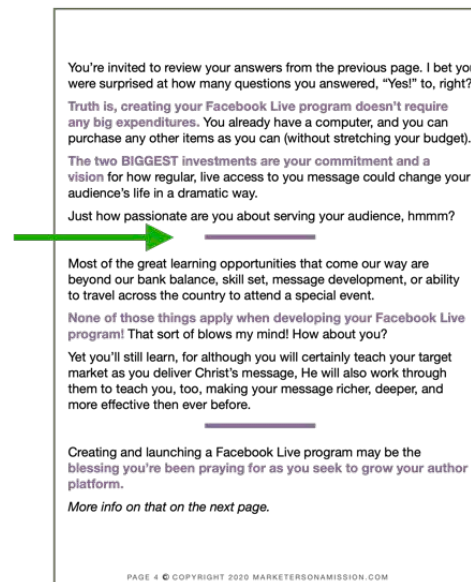 You're invited to review your answers from the previous page. I bet you
were surprised at how many questions you answered, "Yes!" to, right?
Truth is, creating your Facebook Live program doesn't require
any big expenditures. You already have a computer, and you can
purchase any other items as you can (without stretching your budget).
The two BIGGEST investments are your commitment and a
vision for how regular, live access to you message could change your
audience's life in a dramatic way.
Just how passionate are you about serving your audience, hmmm?
Most of the great learning opportunities that come our way are
beyond our bank balance, skill set, message development, or ability
to travel across the country to attend a special event.
None of those things apply when developing your Facebook Live
program! That sort of blows my mind! How about you?
Yet you'll still learn, for although you will certainly teach your target
market as you deliver Christ's message, He will also work through
them to teach you, too, making your message richer, deeper, and
more effective then ever before.
Creating and launching a Facebook Live program may be the
blessing you're been praying for as you seek to grow your author
platform.
More info on that on the next page.
PAGE 4 © COPYRIGHT 2020 MARKETERSONAMISSION.COM